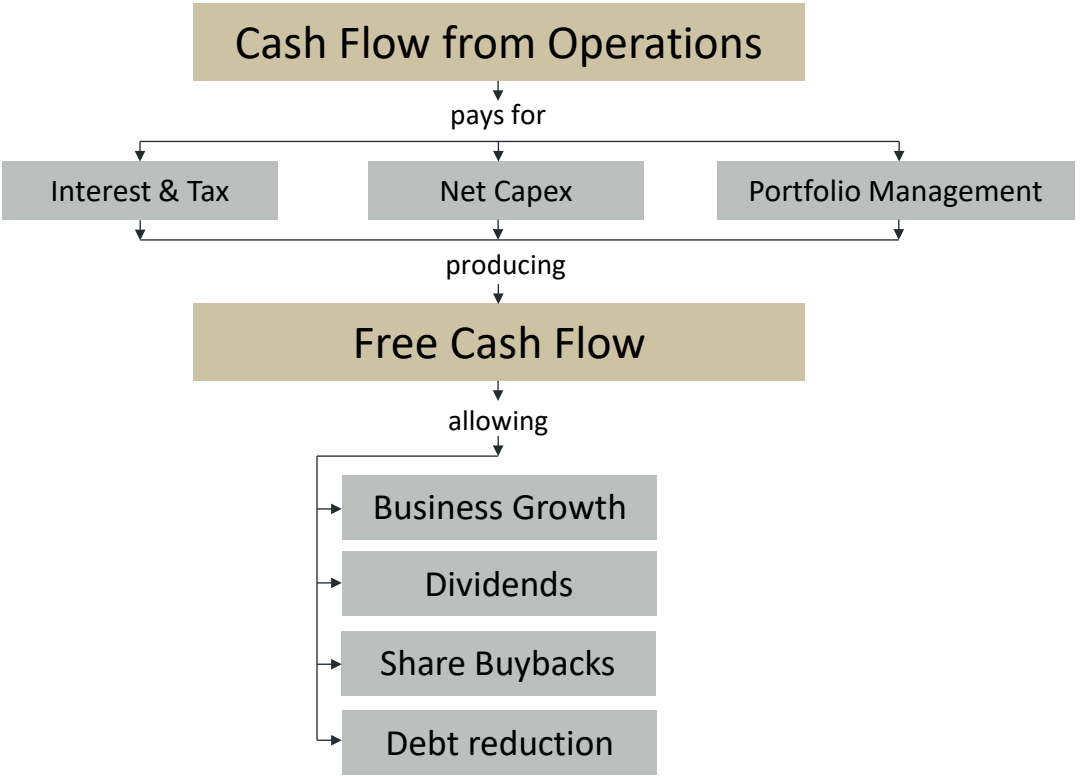 Cash Flow from Operations
pays for
Interest & Tax
Net Capex
Portfolio Management
producing
Free Cash Flow
allowing
Business Growth
Dividends
Share Buybacks
Debt reduction